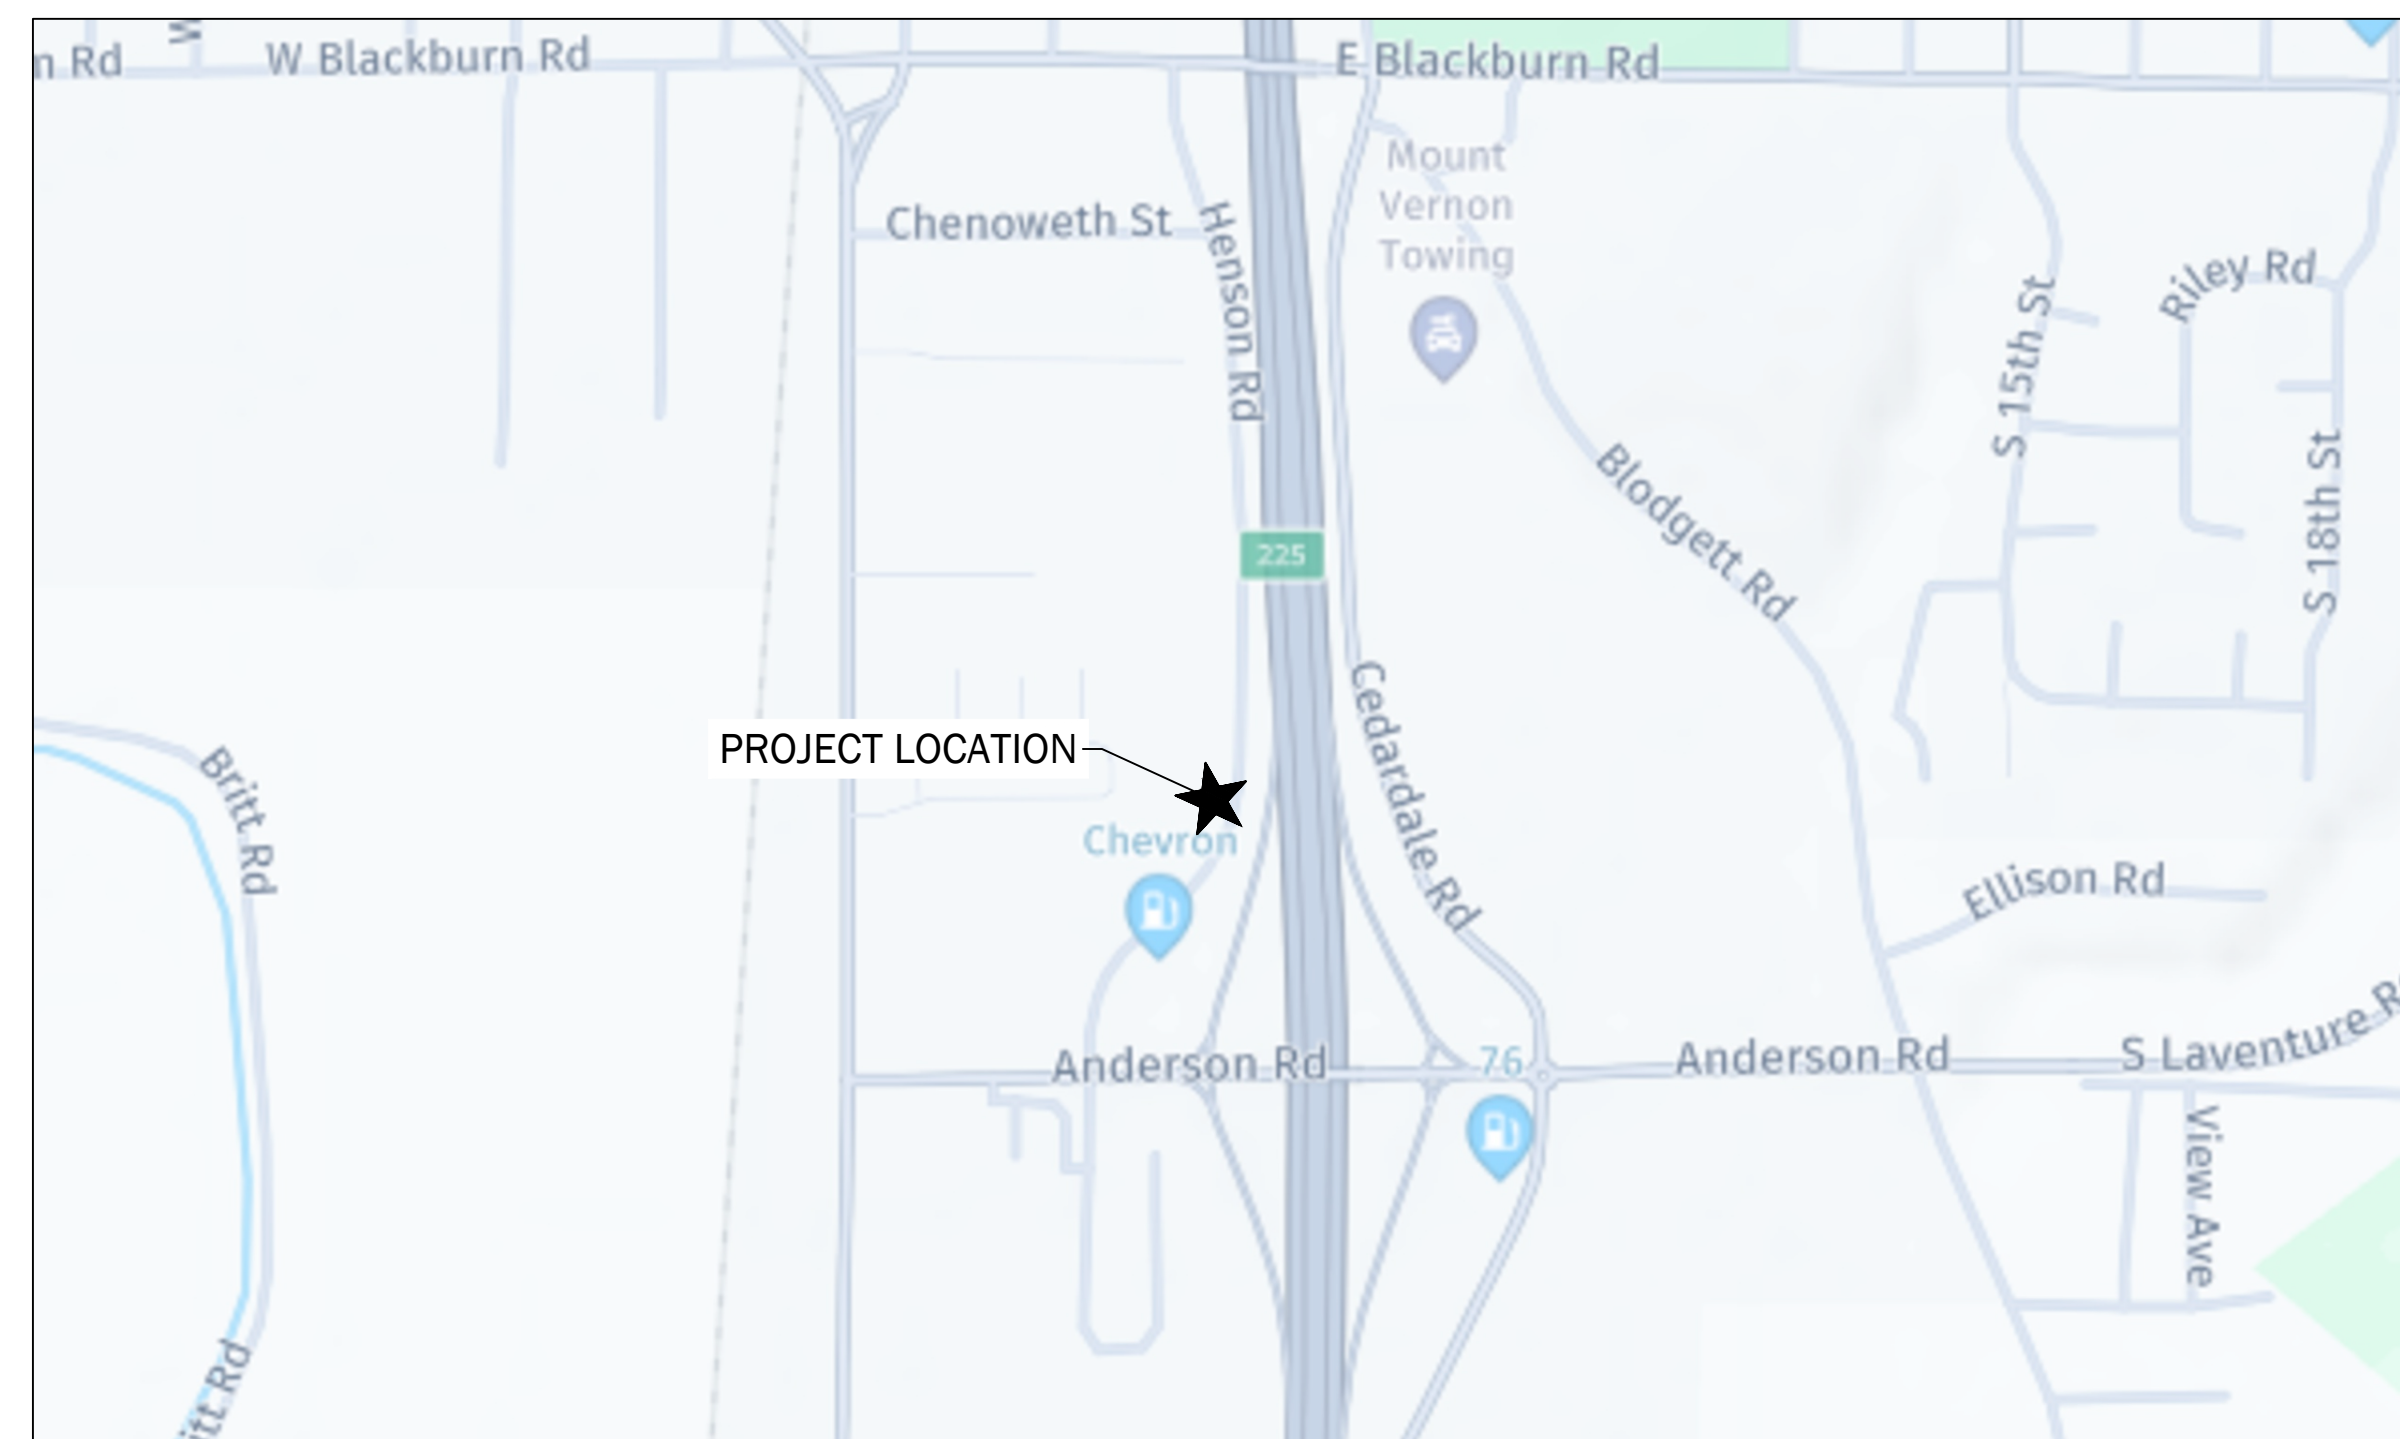 W
n Rd
W Blackburn Rd
E Blackburn Rd
Mount
Vernon
Towing
Chenoweth St
Henson Rd
Riley Rd
S 15th St
S 18th St
Blodgett Rd
225
Cedardale Rd
PROJECT LOCATION
Britt Rd
Chevron
Ellison Rd
Anderson Rd
76
Anderson Rd
S Laventure R
View Ave
itt Rd